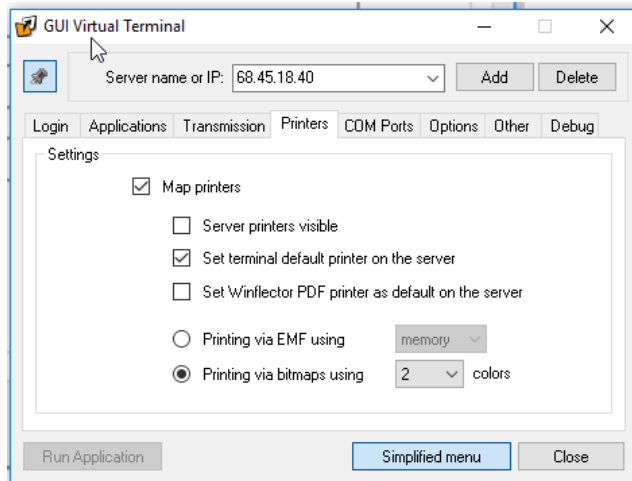 GUI Virtual Terminal
Server name or IP: 68.45.18.40 Add Delete
Login Applications Transmission Printers COM Ports Options Other Debug
Settings
Map printers
Server printers visible
Set terminal default printer on the server
Set Winflector PDF printer as default on the server
Printing via EMF using memory
Printing via bitmaps using 2 colors
Run Application Simplified menu Close